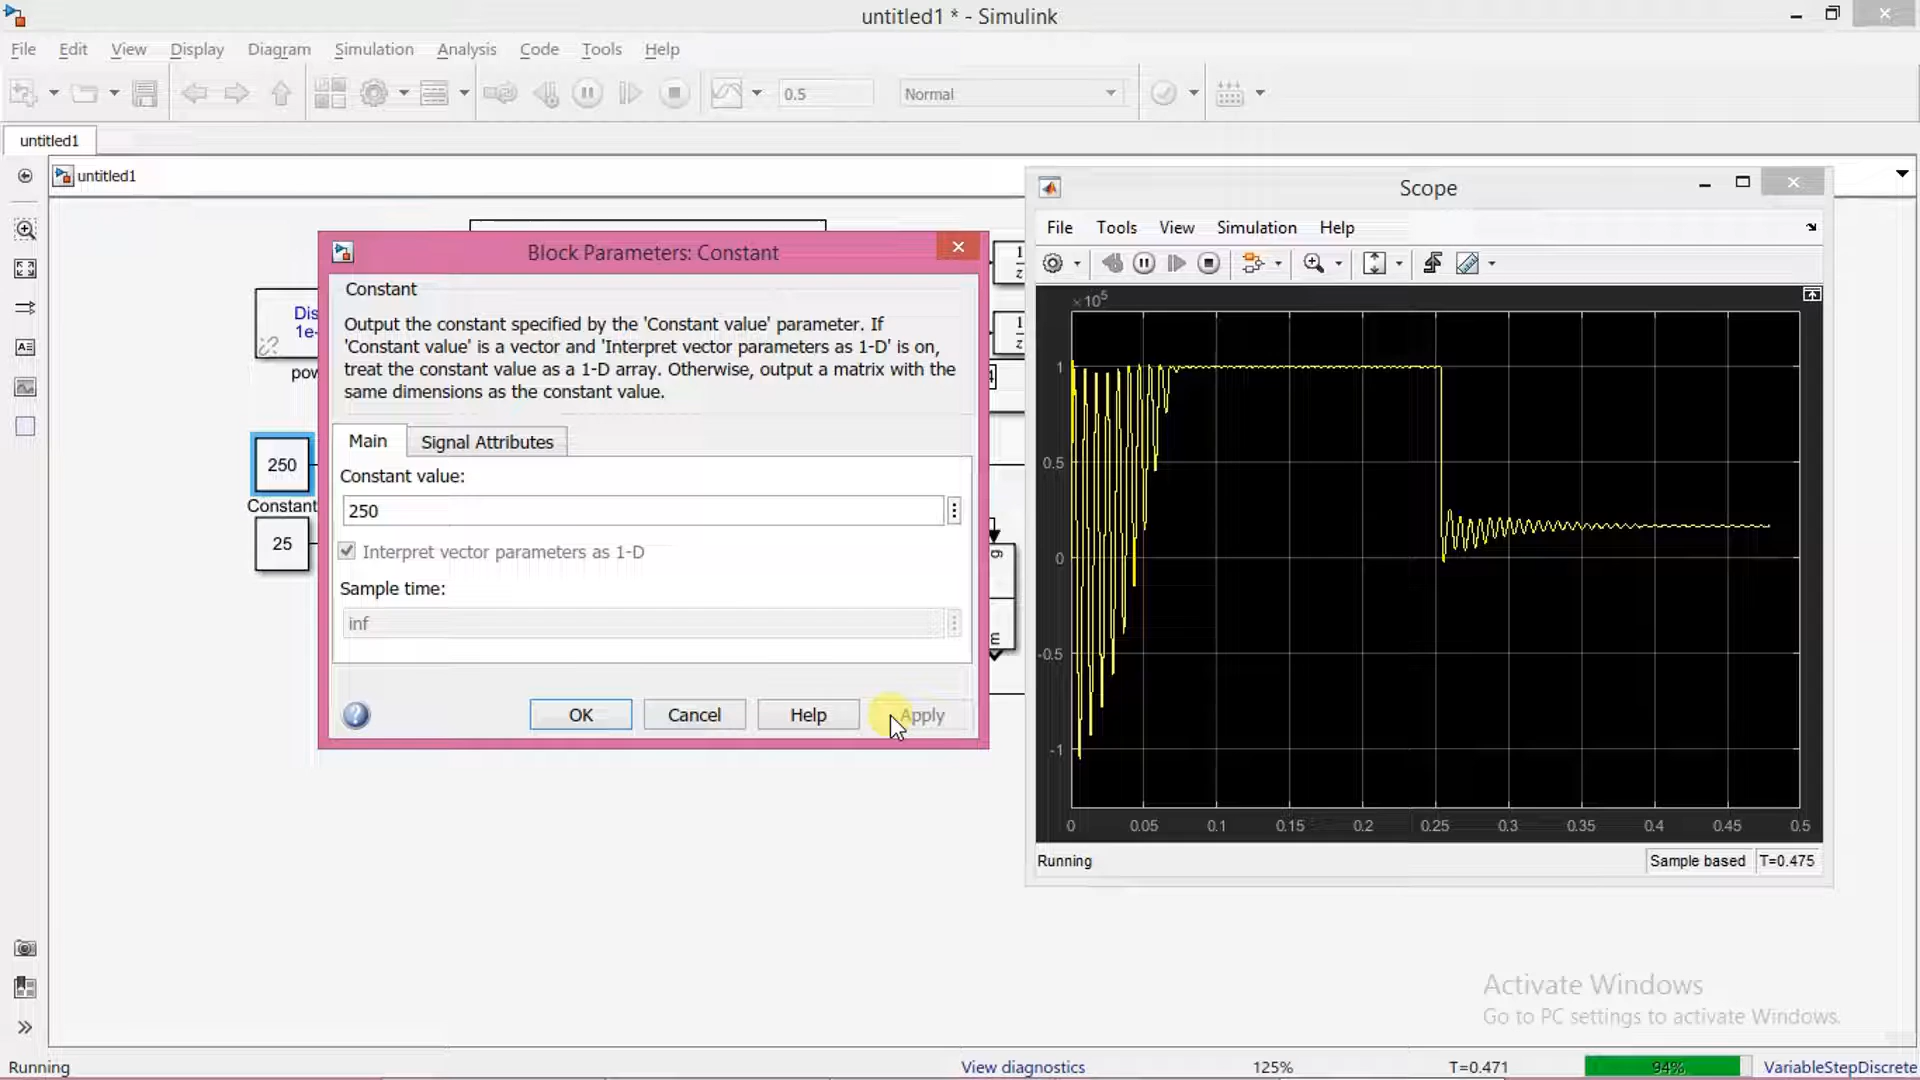 untitled1 * - Simulink
File Edit View Display Diagram Simulation Analysis Code Tools Help
0.5 Normal
untitled1
untitled1
Scope
File Tools View Simulation Help
Block Parameters: Constant
Constant
Output the constant specified by the 'Constant value' parameter. If
'Constant value' is a vector and 'Interpret vector parameters as 1-D' is on,
treat the constant value as a 1-D array. Otherwise, output a matrix with the
same dimensions as the constant value.
Main Signal Attributes
Constant value:
250
Interpret vector parameters as 1-D
Sample time:
inf
OK Cancel Help Apply
Dis
1e-
pow
250
Constant
25
1
z
1
z
4
g
m
×10⁵
1
0.5
0
-0.5
-1
0 0.05 0.1 0.15 0.2 0.25 0.3 0.35 0.4 0.45 0.5
Running Sample based T=0.475
Activate Windows
Go to PC settings to activate Windows.
Running View diagnostics 125% T=0.471 94% VariableStepDiscrete